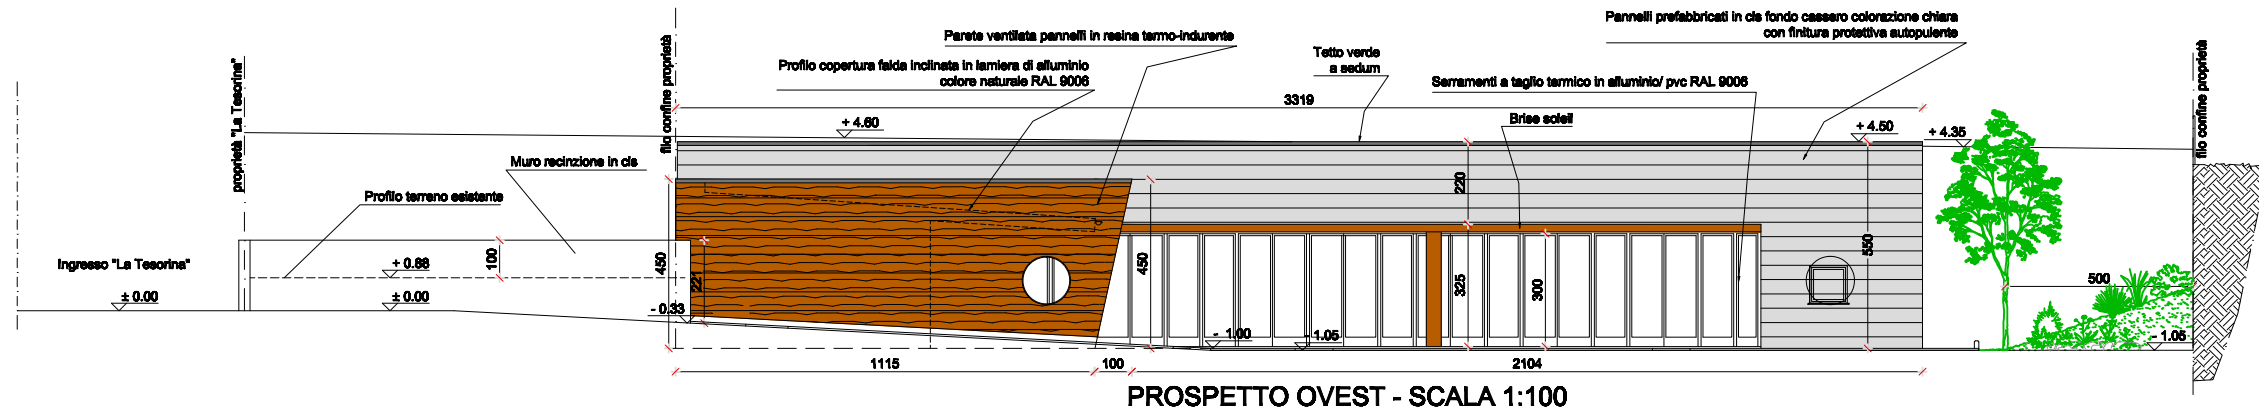 Pannelli prefabbricati in cls fondo cassero colorazione chiara
con finitura protettiva autopulente
Parete ventilata pannelli in resina termo-indurente
Tetto verde
a sedum
Profilo copertura falda inclinata in lamiera di alluminio
colore naturale RAL 9006
Serramenti a taglio termico in alluminio/ pvc RAL 9006
filo confine proprietà
proprietà "La Tesorina"
filo confine proprietà
3319
Brise soleil
+ 4.60
+ 4.50
+ 4.35
Muro recinzione in cls
Profilo terreno esistente
Ingresso "La Tesorina"
± 0.00
+ 0.68
± 0.00
100
450
221
- 0.33
450
220
325
300
550
500
- 1.00
- 1.05
- 1.05
1115
100
2104
PROSPETTO OVEST - SCALA 1:100